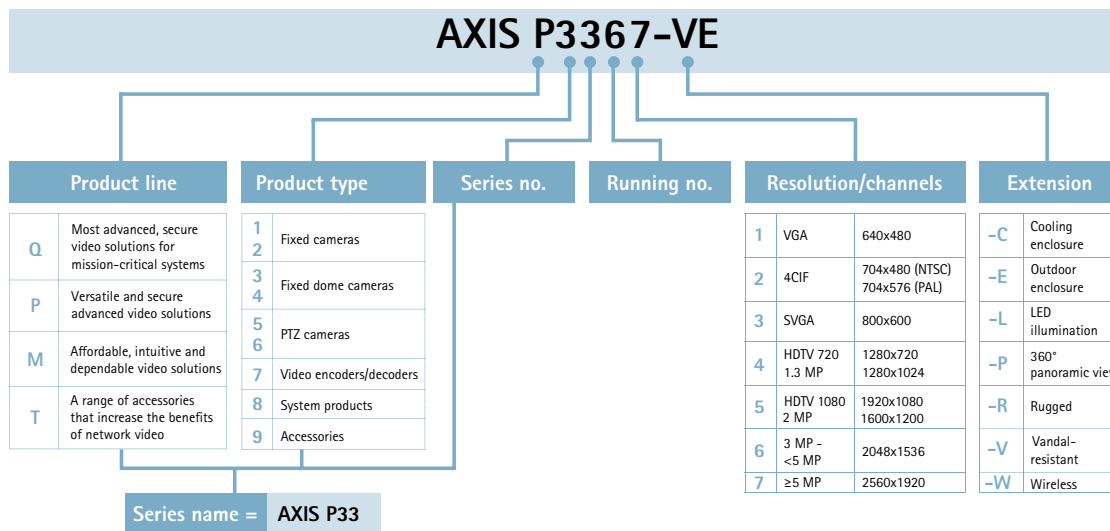 AXIS P3367-VE
Product line
Product type
Series no.
Running no.
Resolution/channels
Extension
Q
Most advanced, secure
video solutions for
mission-critical systems
P
Versatile and secure
advanced video solutions
M
Affordable, intuitive and
dependable video solutions
T
A range of accessories
that increase the benefits
of network video
1
2
Fixed cameras
3
4
Fixed dome cameras
5
6
PTZ cameras
7 Video encoders/decoders
8 System products
9 Accessories
1 VGA 640x480
2 4CIF 704x480 (NTSC)
704x576 (PAL)
3 SVGA 800x600
4 HDTV 720 1280x720
1.3 MP 1280x1024
5 HDTV 1080 1920x1080
2 MP 1600x1200
6 3 MP - 2048x1536
<5 MP
7 ≥5 MP 2560x1920
-C Cooling
enclosure
-E Outdoor
enclosure
-L LED
illumination
-P 360°
panoramic view
-R Rugged
-V Vandal-
resistant
-W Wireless
Series name = AXIS P33